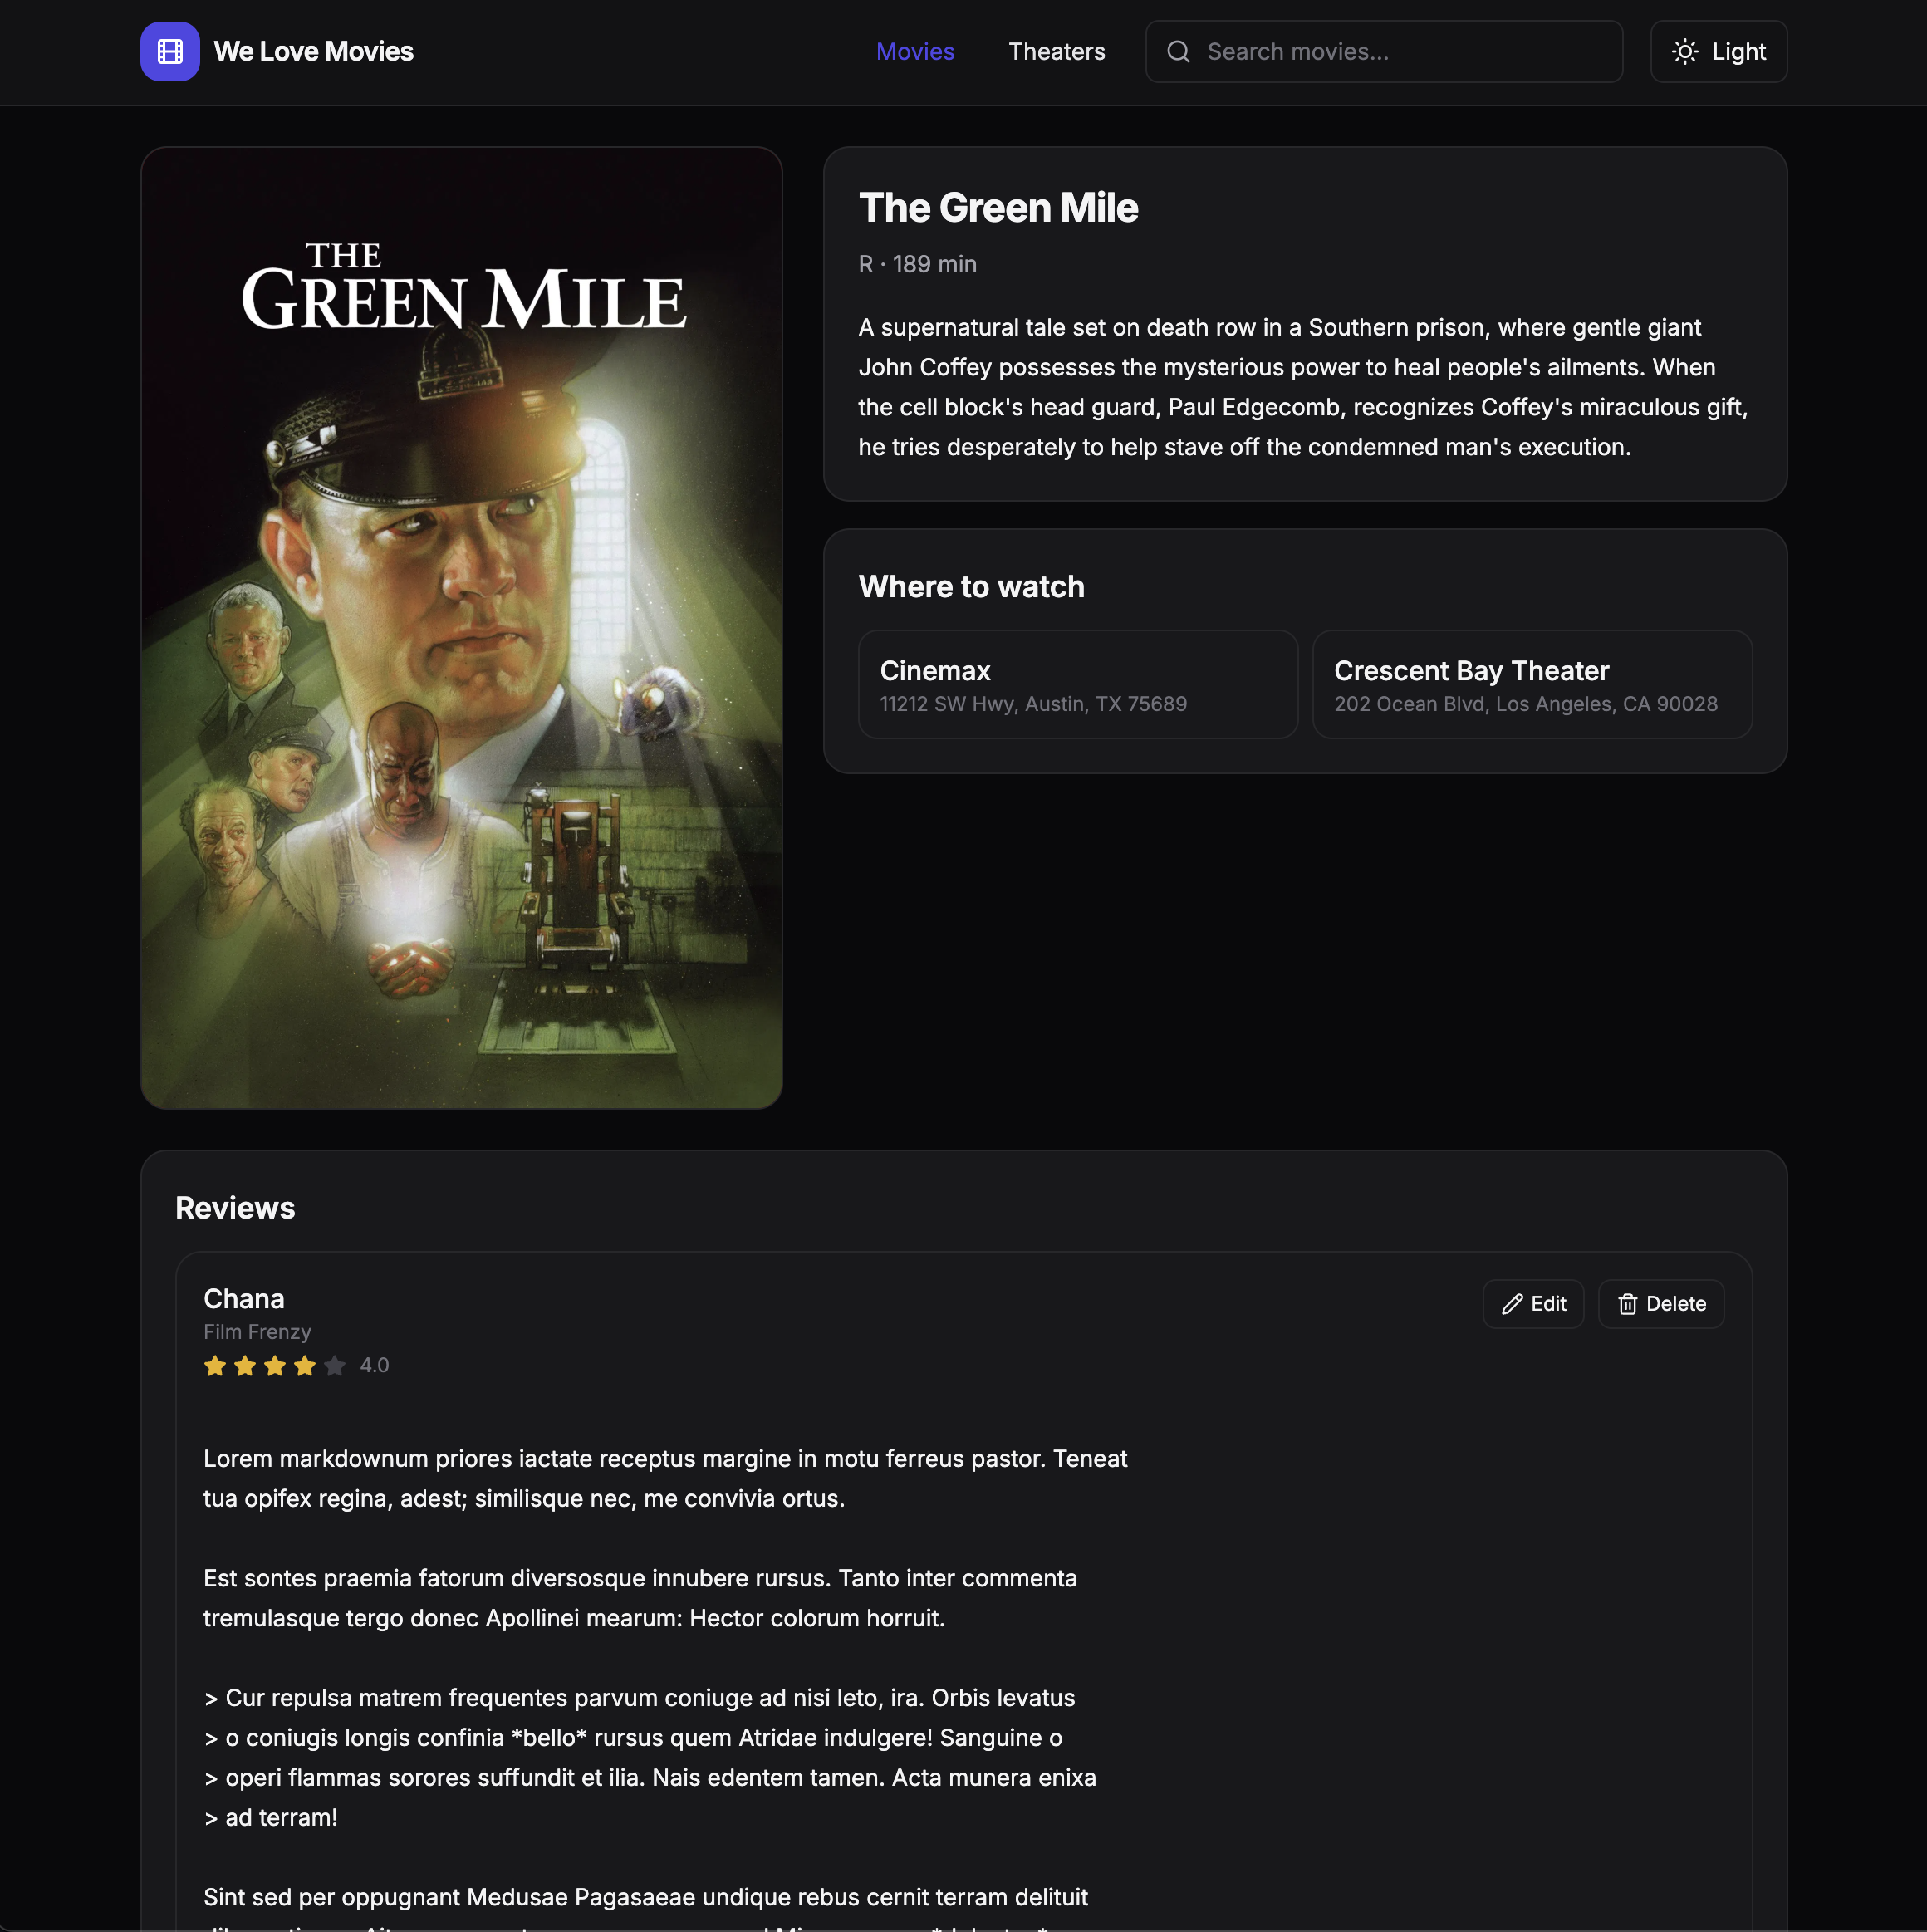 We Love Movies
Movies
Theaters
Search movies...
Light
THE
GREEN MILE
The Green Mile
R · 189 min
A supernatural tale set on death row in a Southern prison, where gentle giant
John Coffey possesses the mysterious power to heal people's ailments. When
the cell block's head guard, Paul Edgecomb, recognizes Coffey's miraculous gift,
he tries desperately to help stave off the condemned man's execution.
Where to watch
Cinemax
11212 SW Hwy, Austin, TX 75689
Crescent Bay Theater
202 Ocean Blvd, Los Angeles, CA 90028
Reviews
Chana
Film Frenzy
4.0
Edit
Delete
Lorem markdownum priores iactate receptus margine in motu ferreus pastor. Teneat
tua opifex regina, adest; similisque nec, me convivia ortus.
Est sontes praemia fatorum diversosque innubere rursus. Tanto inter commenta
tremulasque tergo donec Apollinei mearum: Hector colorum horruit.
> Cur repulsa matrem frequentes parvum coniuge ad nisi leto, ira. Orbis levatus
> o coniugis longis confinia *bello* rursus quem Atridae indulgere! Sanguine o
> operi flammas sorores suffundit et ilia. Nais edentem tamen. Acta munera enixa
> ad terram!
Sint sed per oppugnant Medusae Pagasaeae undique rebus cernit terram delituit